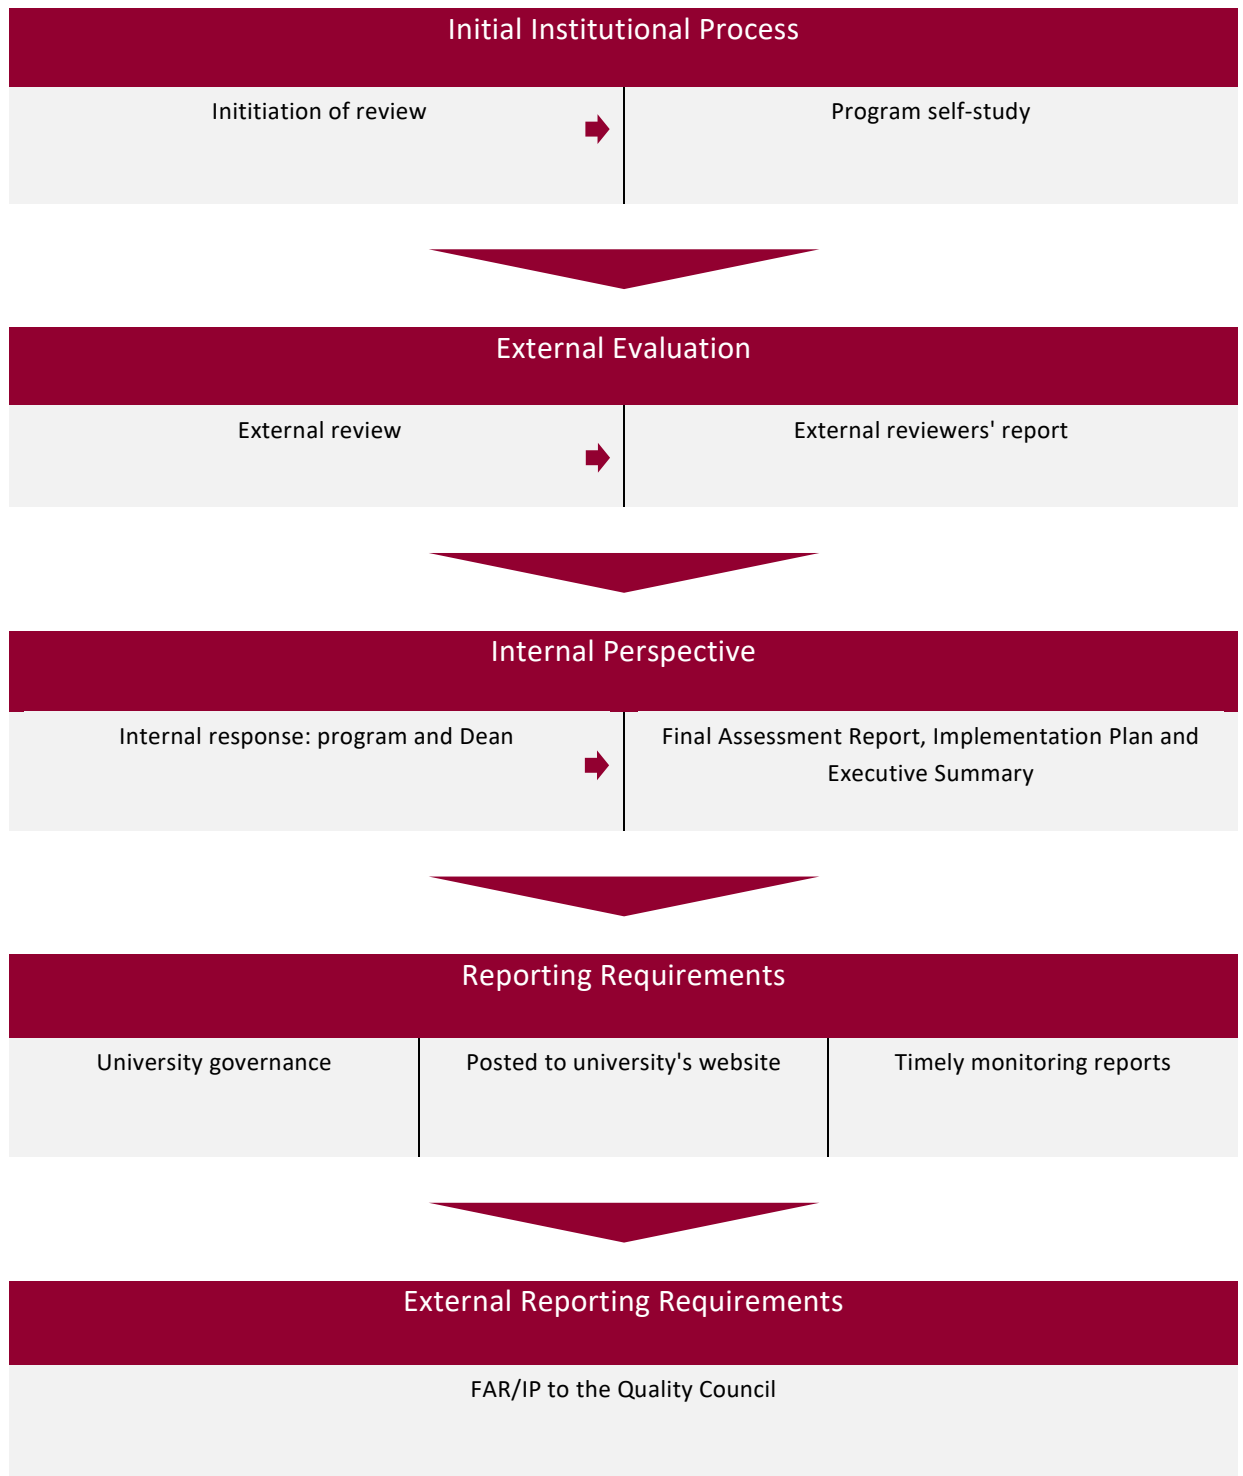 Initial Institutional Process
Inititiation of review
Program self-study
External Evaluation
External review
External reviewers' report
Internal Perspective
Internal response: program and Dean
Final Assessment Report, Implementation Plan and
Executive Summary
Reporting Requirements
University governance
Posted to university's website
Timely monitoring reports
External Reporting Requirements
FAR/IP to the Quality Council